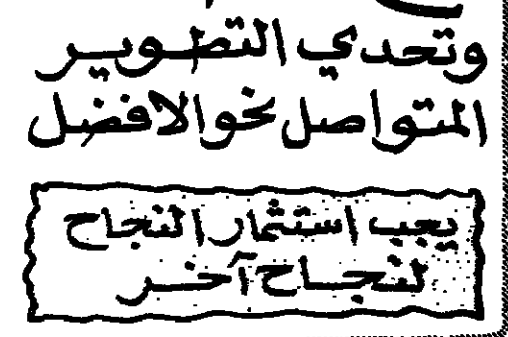 وتحدي التطوير
المتواصل نحو الافضل
يجب استثمار النجاح
لنجاح آخر